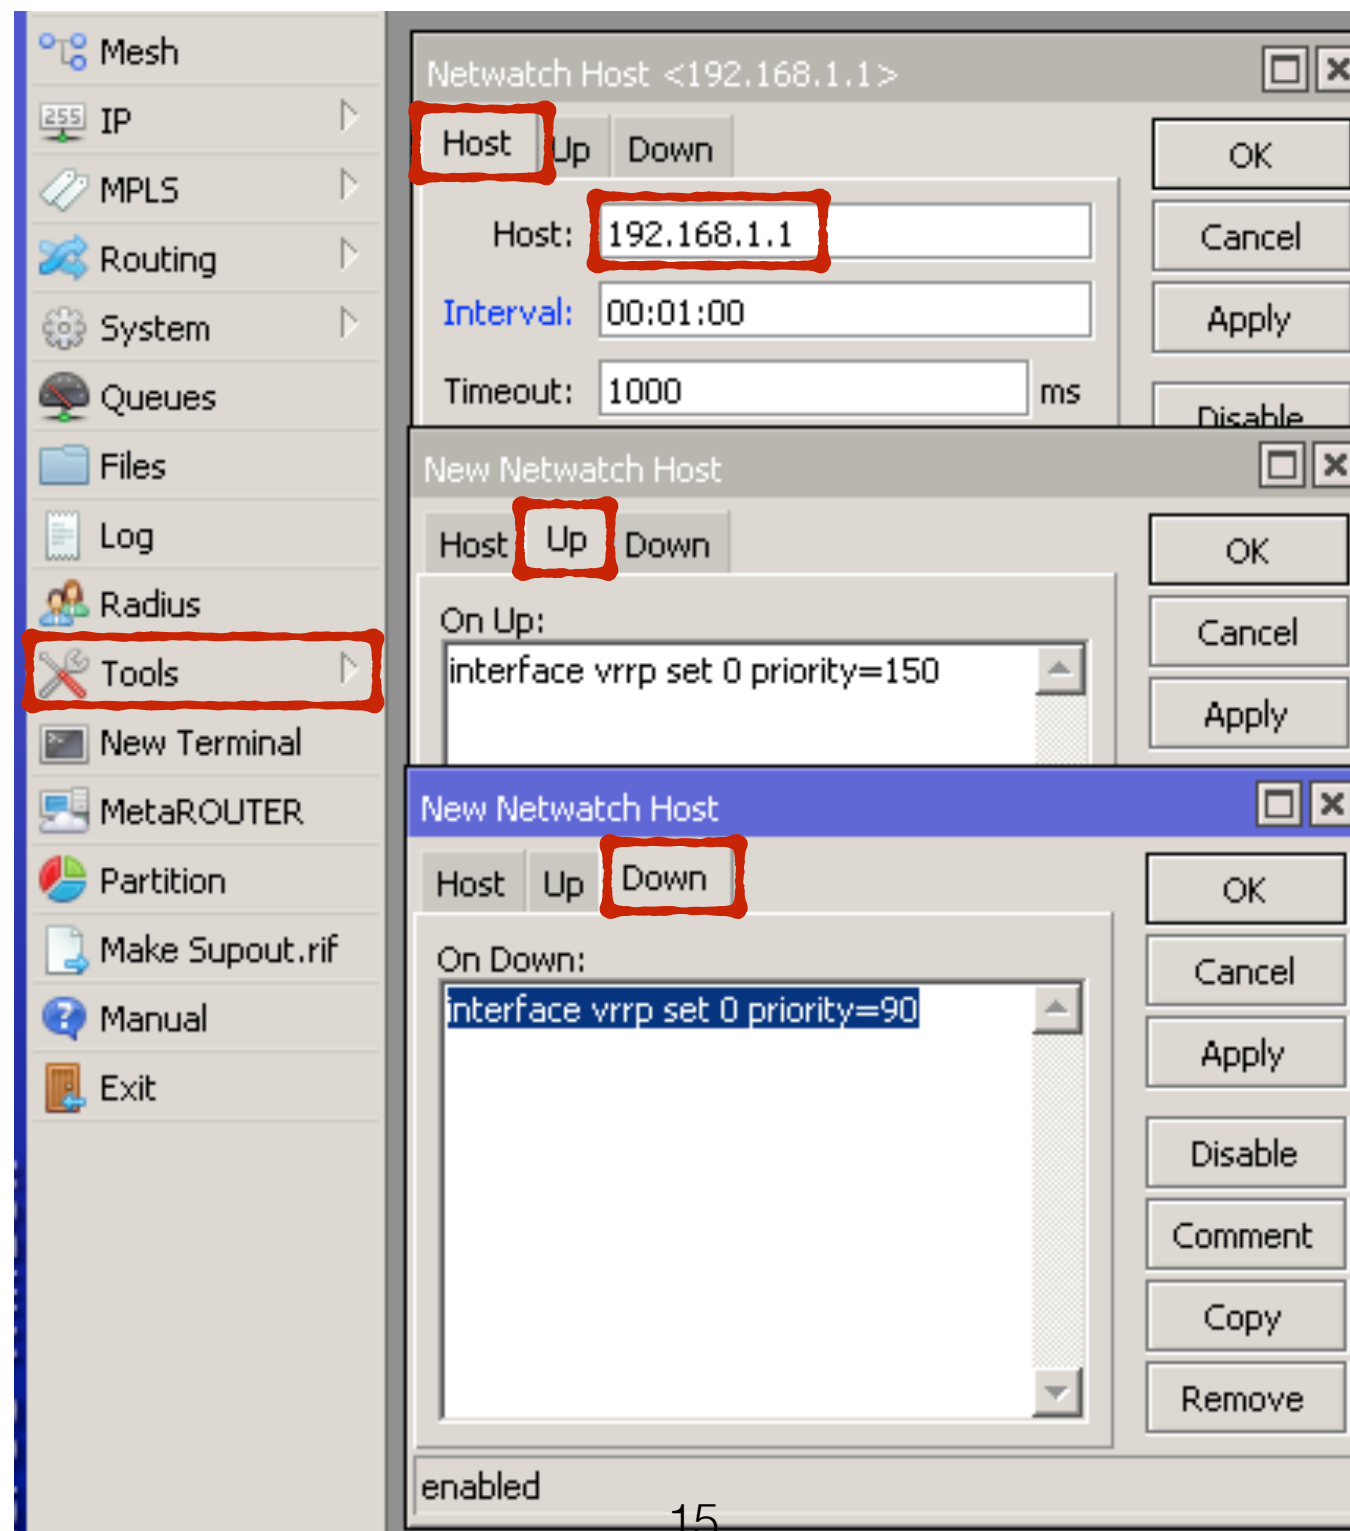 Mesh
IP
MPLS
Routing
System
Queues
Files
Log
Radius
Tools
New Terminal
MetaROUTER
Partition
Make Supout.rif
Manual
Exit
Netwatch Host <192.168.1.1>
Host Up Down
Host: 192.168.1.1
Interval: 00:01:00
Timeout: 1000 ms
OK
Cancel
Apply
Disable
New Netwatch Host
Host Up Down
On Up:
interface vrrp set 0 priority=150
OK
Cancel
Apply
New Netwatch Host
Host Up Down
On Down:
interface vrrp set 0 priority=90
OK
Cancel
Apply
Disable
Comment
Copy
Remove
enabled
15